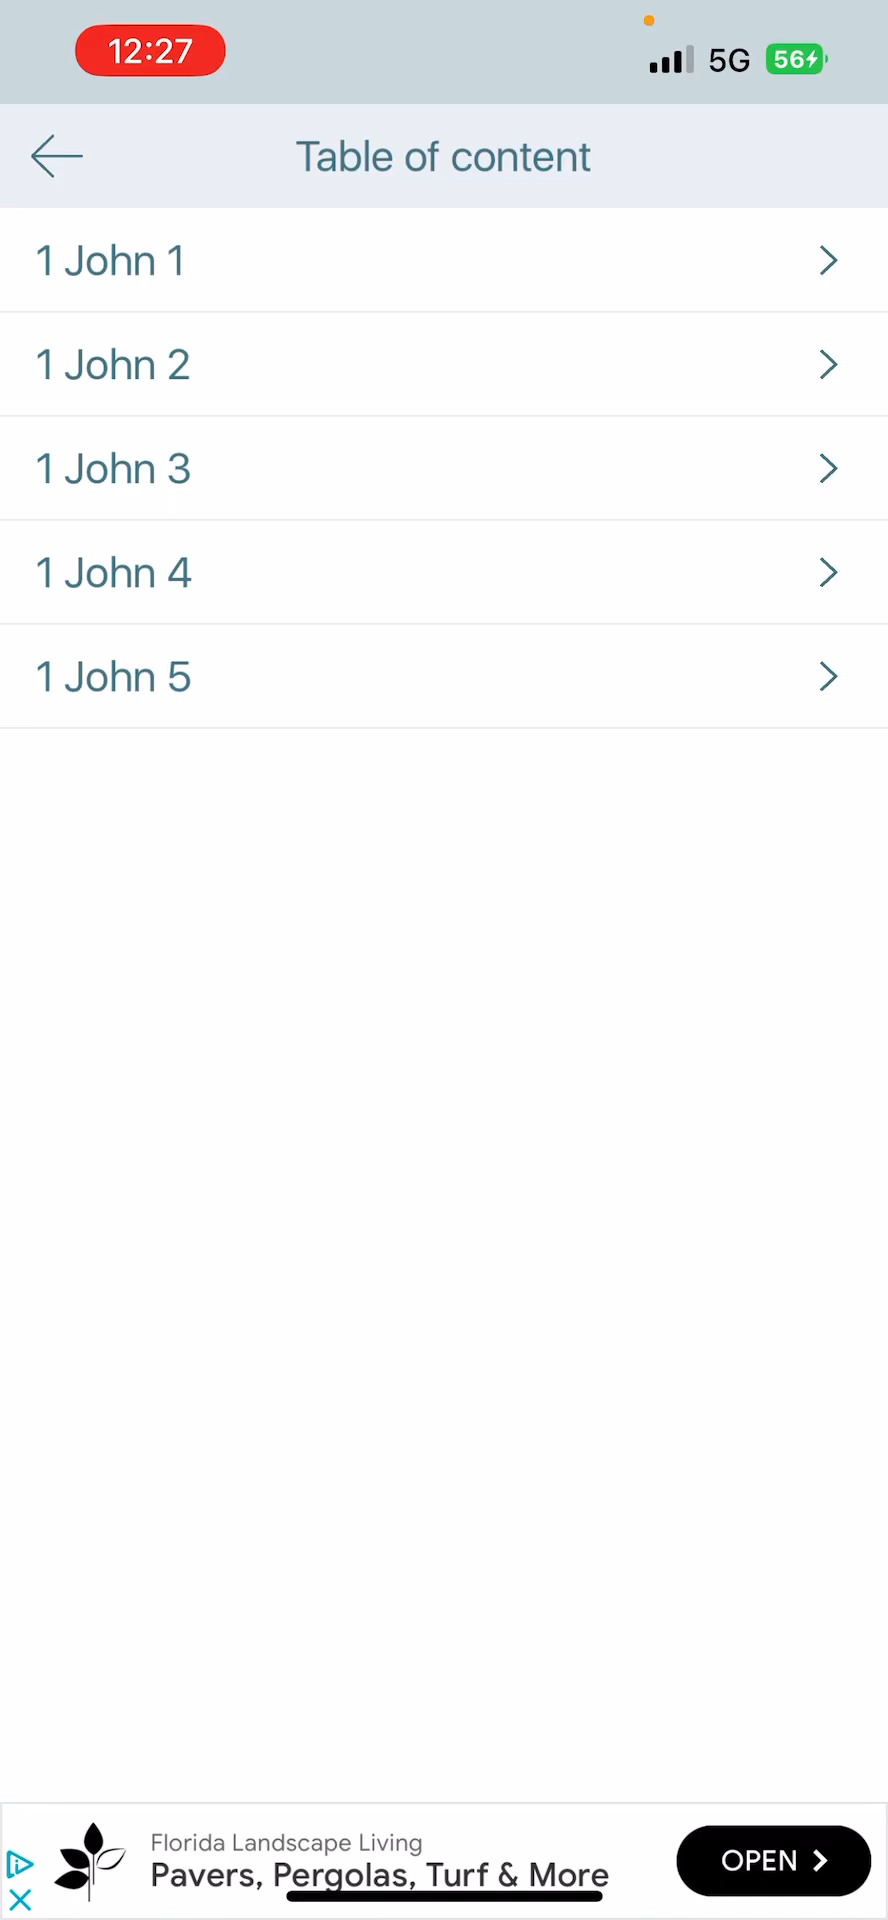 12:27
5G
56
Table of content
1 John 1
1 John 2
1 John 3
1 John 4
1 John 5
Florida Landscape Living
Pavers, Pergolas, Turf & More
OPEN